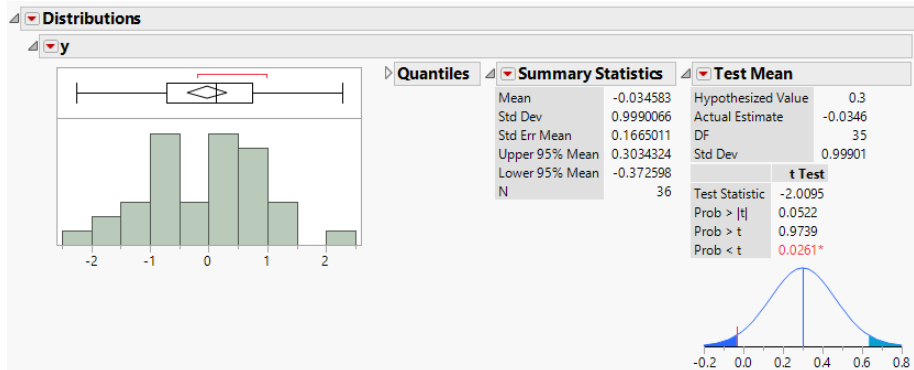 Distributions
y
-2 -1 0 1 2
Quantiles
Summary Statistics
Mean -0.034583
Std Dev 0.9990066
Std Err Mean 0.1665011
Upper 95% Mean 0.3034324
Lower 95% Mean -0.372598
N 36
Test Mean
Hypothesized Value 0.3
Actual Estimate -0.0346
DF 35
Std Dev 0.99901
t Test
Test Statistic -2.0095
Prob > |t| 0.0522
Prob > t 0.9739
Prob < t 0.0261*
-0.2 0.0 0.2 0.4 0.6 0.8